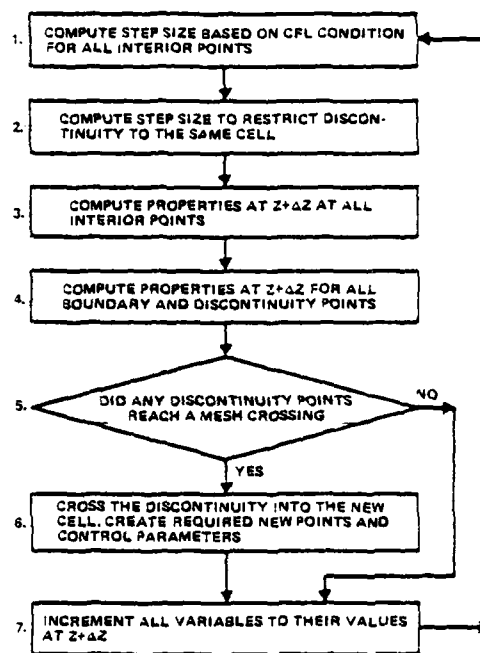 1. COMPUTE STEP SIZE BASED ON CFL CONDITION
FOR ALL INTERIOR POINTS
2. COMPUTE STEP SIZE TO RESTRICT DISCON-
TINUITY TO THE SAME CELL
3. COMPUTE PROPERTIES AT Z+ΔZ AT ALL
INTERIOR POINTS
4. COMPUTE PROPERTIES AT Z+ΔZ FOR ALL
BOUNDARY AND DISCONTINUITY POINTS
5. DID ANY DISCONTINUITY POINTS
REACH A MESH CROSSING
NO
YES
6. CROSS THE DISCONTINUITY INTO THE NEW
CELL. CREATE REQUIRED NEW POINTS AND
CONTROL PARAMETERS
7. INCREMENT ALL VARIABLES TO THEIR VALUES
AT Z+ΔZ